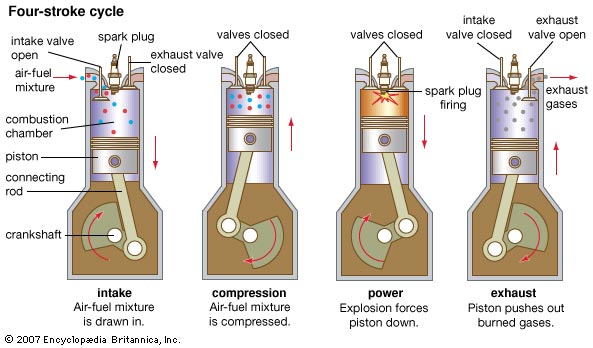 Four-stroke cycle
intake valve
open
spark plug
exhaust valve
closed
air-fuel
mixture
combustion
chamber
piston
connecting
rod
crankshaft
valves closed
valves closed
spark plug
firing
intake
valve closed
exhaust
valve open
exhaust
gases
intake
Air-fuel mixture
is drawn in.
compression
Air-fuel mixture
is compressed.
power
Explosion forces
piston down.
exhaust
Piston pushes out
burned gases.
© 2007 Encyclopædia Britannica, Inc.